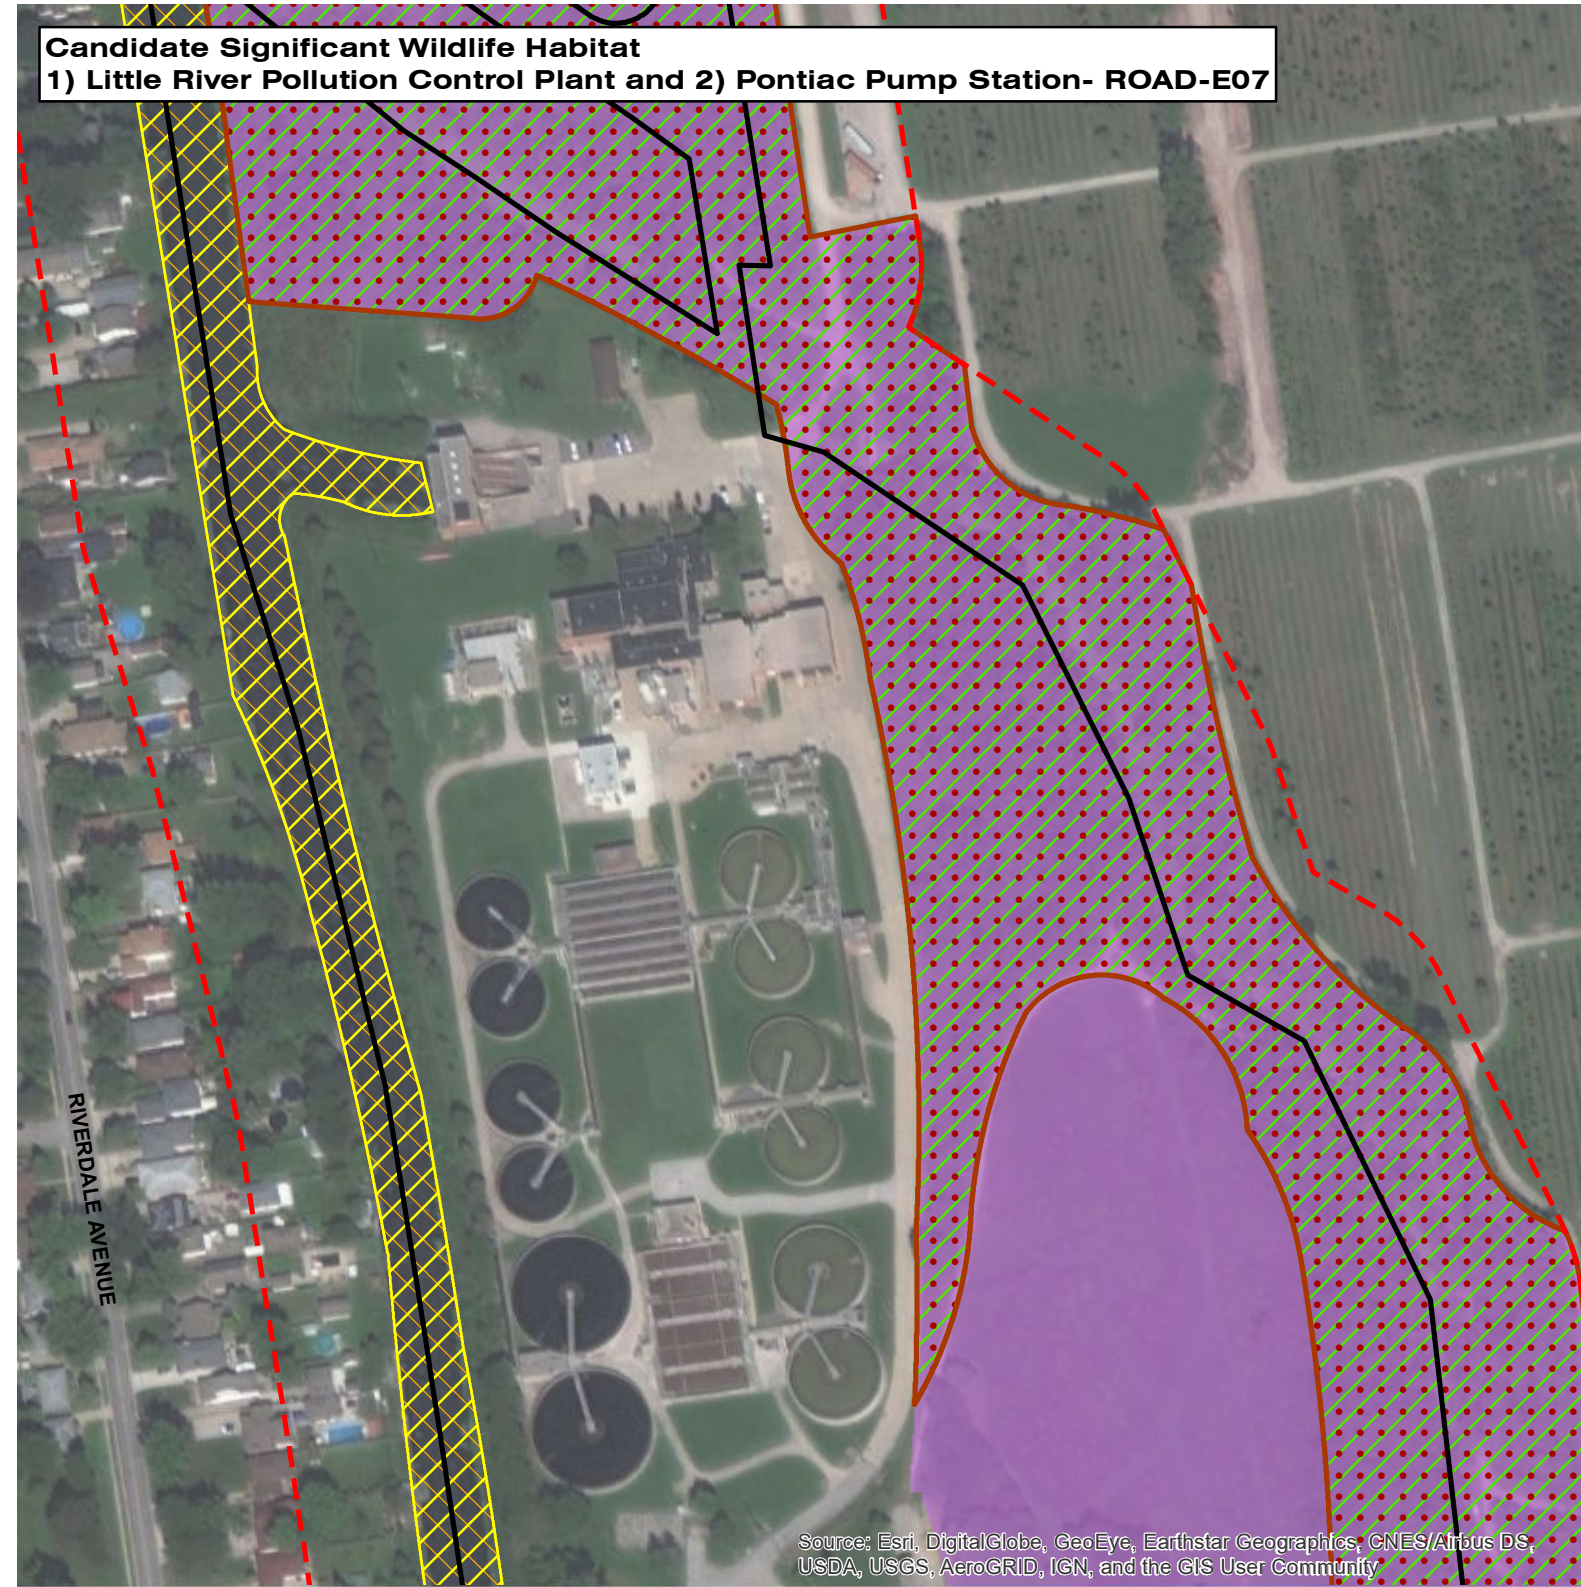 Candidate Significant Wildlife Habitat
1) Little River Pollution Control Plant and 2) Pontiac Pump Station- ROAD-E07
RIVERDALE AVENUE
Source: Esri, DigitalGlobe, GeoEye, Earthstar Geographics, CNES/Airbus DS,
USDA, USGS, AeroGRID, IGN, and the GIS User Community